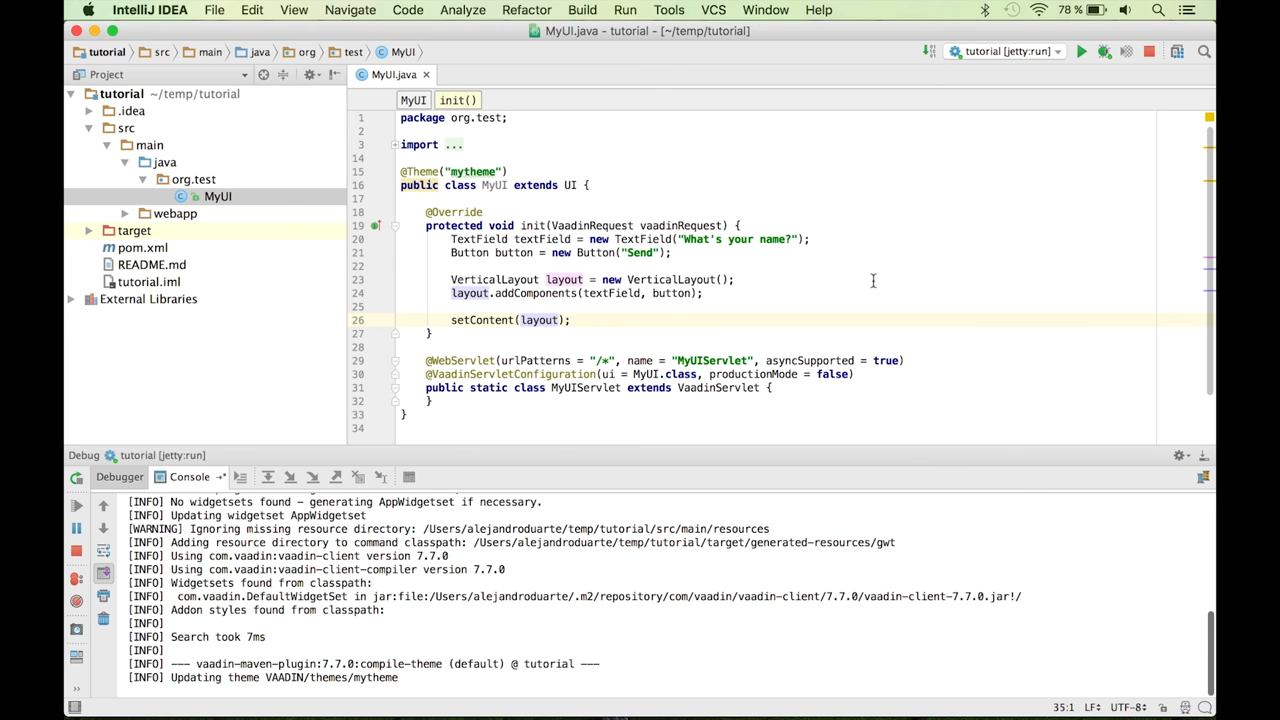 IntelliJ IDEA File Edit View Navigate Code Analyze Refactor Build Run Tools VCS Window Help 78 %
MyUI.java - tutorial - [~/temp/tutorial]
tutorial src main java org test MyUI tutorial [jetty:run]
Project MyUI.java
tutorial ~/temp/tutorial
.idea
src
main
java
org.test
MyUI
webapp
target
pom.xml
README.md
tutorial.iml
External Libraries
MyUI init()
1 package org.test;
2
3 import ...
14
15 @Theme("mytheme")
16 public class MyUI extends UI {
17
18 @Override
19 protected void init(VaadinRequest vaadinRequest) {
20 TextField textField = new TextField("What's your name?");
21 Button button = new Button("Send");
22
23 VerticalLayout layout = new VerticalLayout();
24 layout.addComponents(textField, button);
25
26 setContent(layout);
27 }
28
29 @WebServlet(urlPatterns = "/*", name = "MyUIServlet", asyncSupported = true)
30 @VaadinServletConfiguration(ui = MyUI.class, productionMode = false)
31 public static class MyUIServlet extends VaadinServlet {
32 }
33 }
34
Debug tutorial [jetty:run]
Debugger Console
[INFO] No widgetsets found - generating AppWidgetset if necessary.
[INFO] Updating widgetset AppWidgetset
[WARNING] Ignoring missing resource directory: /Users/alejandroduarte/temp/tutorial/src/main/resources
[INFO] Adding resource directory to command classpath: /Users/alejandroduarte/temp/tutorial/target/generated-resources/gwt
[INFO] Using com.vaadin:vaadin-client version 7.7.0
[INFO] Using com.vaadin:vaadin-client-compiler version 7.7.0
[INFO] Widgetsets found from classpath:
[INFO] com.vaadin.DefaultWidgetSet in jar:file:/Users/alejandroduarte/.m2/repository/com/vaadin/vaadin-client/7.7.0/vaadin-client-7.7.0.jar!/
[INFO] Addon styles found from classpath:
[INFO]
[INFO] Search took 7ms
[INFO]
[INFO] --- vaadin-maven-plugin:7.7.0:compile-theme (default) @ tutorial ---
[INFO] Updating theme VAADIN/themes/mytheme
35:1 LF UTF-8